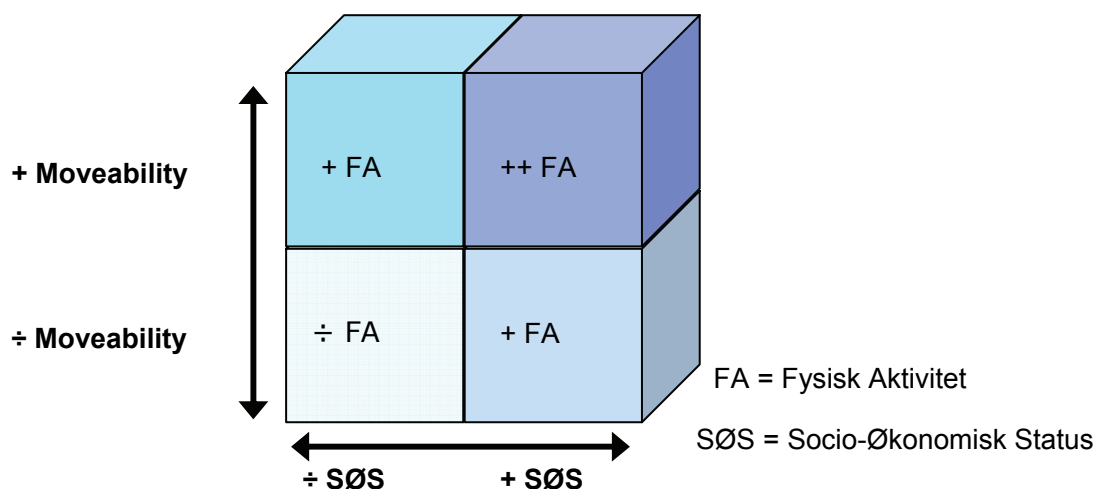 + Moveability
+ FA
++ FA
÷ Moveability
÷ FA
+ FA
FA = Fysisk Aktivitet
SØS = Socio-Økonomisk Status
÷ SØS
+ SØS